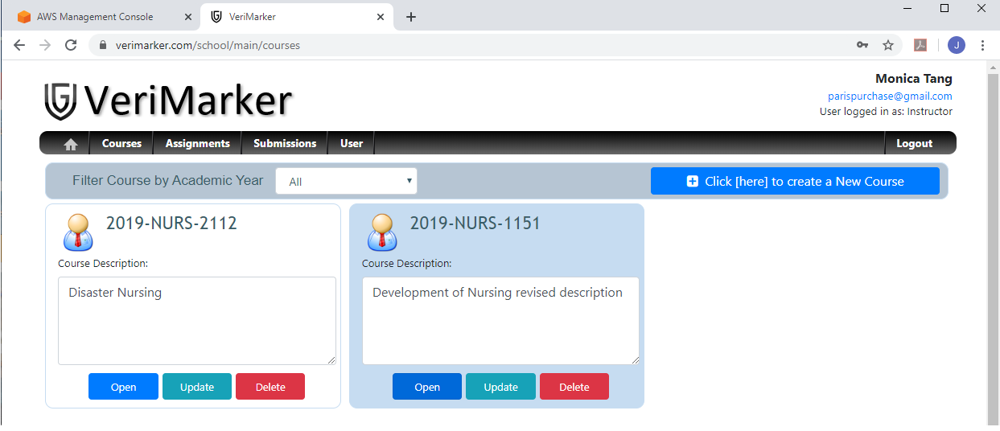 AWS Management Console
VeriMarker
verimarker.com/school/main/courses
J
VeriMarker
Monica Tang
parispurchase@gmail.com
User logged in as: Instructor
Courses Assignments Submissions User Logout
Filter Course by Academic Year All Click [here] to create a New Course
2019-NURS-2112
Course Description:
Disaster Nursing
Open Update Delete
2019-NURS-1151
Course Description:
Development of Nursing revised description
Open Update Delete